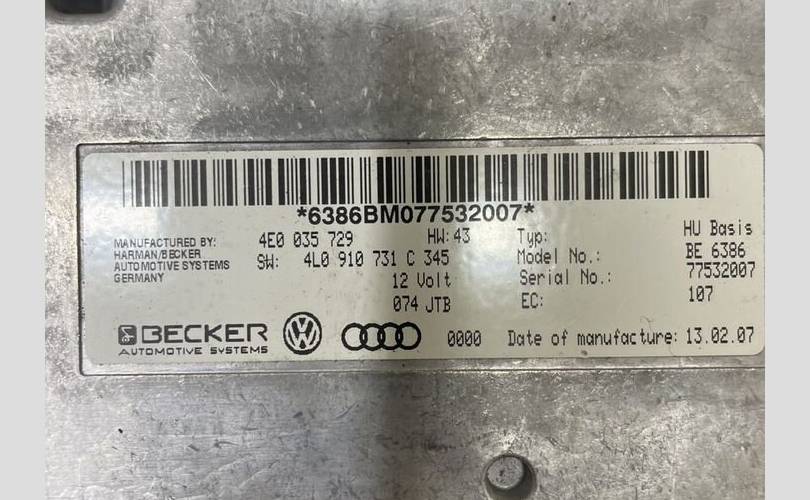 *6386BM077532007*
MANUFACTURED BY:
HARMAN/BECKER
AUTOMOTIVE SYSTEMS
GERMANY
4E0 035 729 HW: 43
SW: 4L0 910 731 C 345
12 Volt
074 JTB
Typ: HU Basis
Model No.: BE 6386
Serial No.: 77532007
EC: 107
BECKER
AUTOMOTIVE SYSTEMS
0000 Date of manufacture: 13.02.07